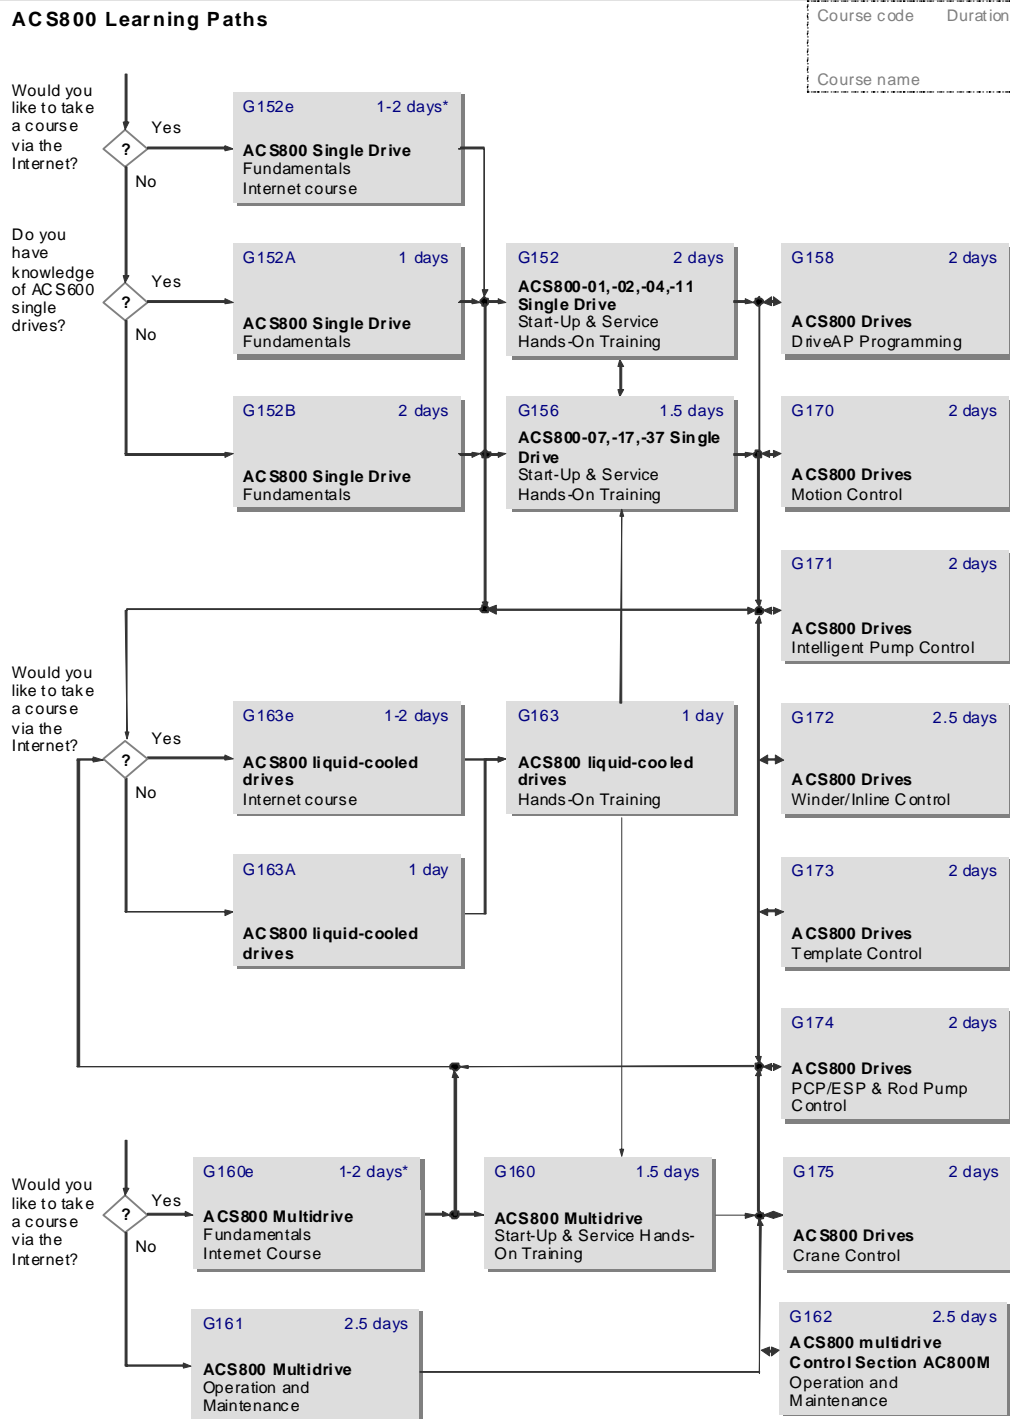 ACS800 Learning Paths
Course code Duration
Course name
Would you
like to take
a course
via the
Internet?
?
Yes
No
G152e 1-2 days*
ACS800 Single Drive
Fundamentals
Internet course
Do you
have
knowledge
of ACS600
single
drives?
?
Yes
No
G152A 1 days
ACS800 Single Drive
Fundamentals
G152 2 days
ACS800-01,-02,-04,-11
Single Drive
Start-Up & Service
Hands-On Training
G158 2 days
ACS800 Drives
DriveAP Programming
G152B 2 days
ACS800 Single Drive
Fundamentals
G156 1.5 days
ACS800-07,-17,-37 Single
Drive
Start-Up & Service
Hands-On Training
G170 2 days
ACS800 Drives
Motion Control
G171 2 days
ACS800 Drives
Intelligent Pump Control
Would you
like to take
a course
via the
Internet?
?
Yes
No
G163e 1-2 days
ACS800 liquid-cooled
drives
Internet course
G163 1 day
ACS800 liquid-cooled
drives
Hands-On Training
G172 2.5 days
ACS800 Drives
Winder/Inline Control
G163A 1 day
ACS800 liquid-cooled
drives
G173 2 days
ACS800 Drives
Template Control
G174 2 days
ACS800 Drives
PCP/ESP & Rod Pump
Control
Would you
like to take
a course
via the
Internet?
?
Yes
No
G160e 1-2 days*
ACS800 Multidrive
Fundamentals
Internet Course
G160 1.5 days
ACS800 Multidrive
Start-Up & Service Hands-
On Training
G175 2 days
ACS800 Drives
Crane Control
G161 2.5 days
ACS800 Multidrive
Operation and
Maintenance
G162 2.5 days
ACS800 multidrive
Control Section AC800M
Operation and
Maintenance